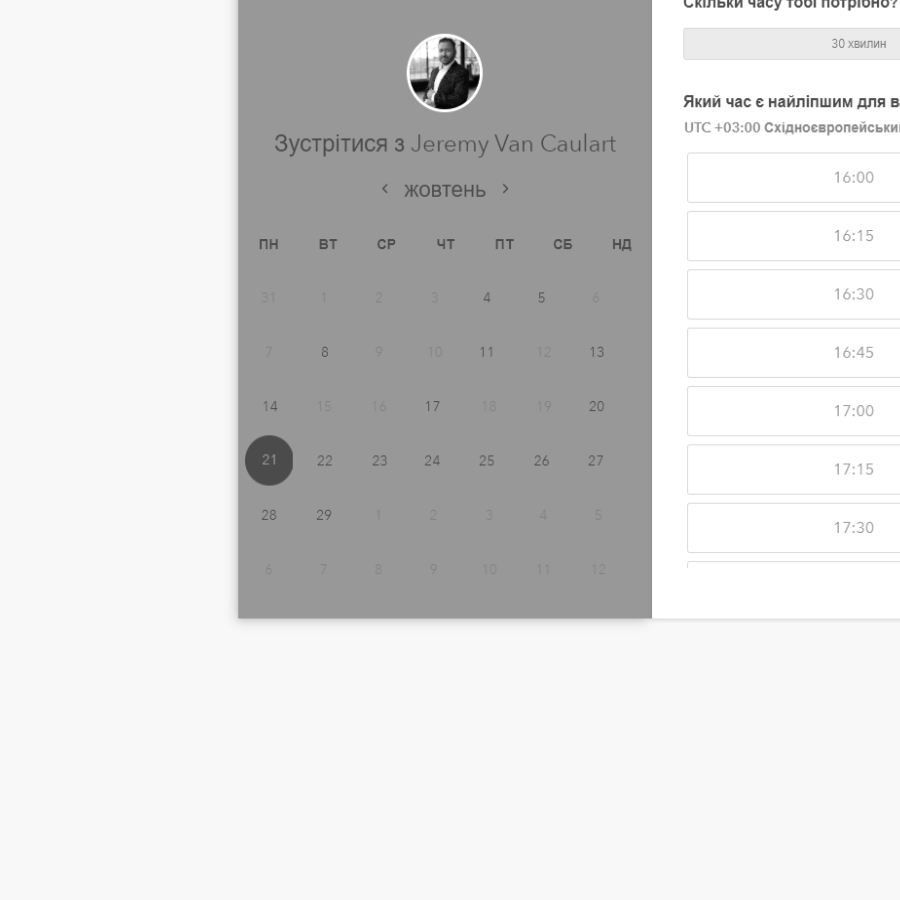 Зустрітися з Jeremy Van Caulart
‹ жовтень ›
ПН ВТ СР ЧТ ПТ СБ НД
31 1 2 3 4 5 6
7 8 9 10 11 12 13
14 15 16 17 18 19 20
21 22 23 24 25 26 27
28 29 1 2 3 4 5
6 7 8 9 10 11 12
Скільки часу тобі потрібно?
30 хвилин
Який час є найліпшим для в
UTC +03:00 Східноєвропейськи
16:00
16:15
16:30
16:45
17:00
17:15
17:30